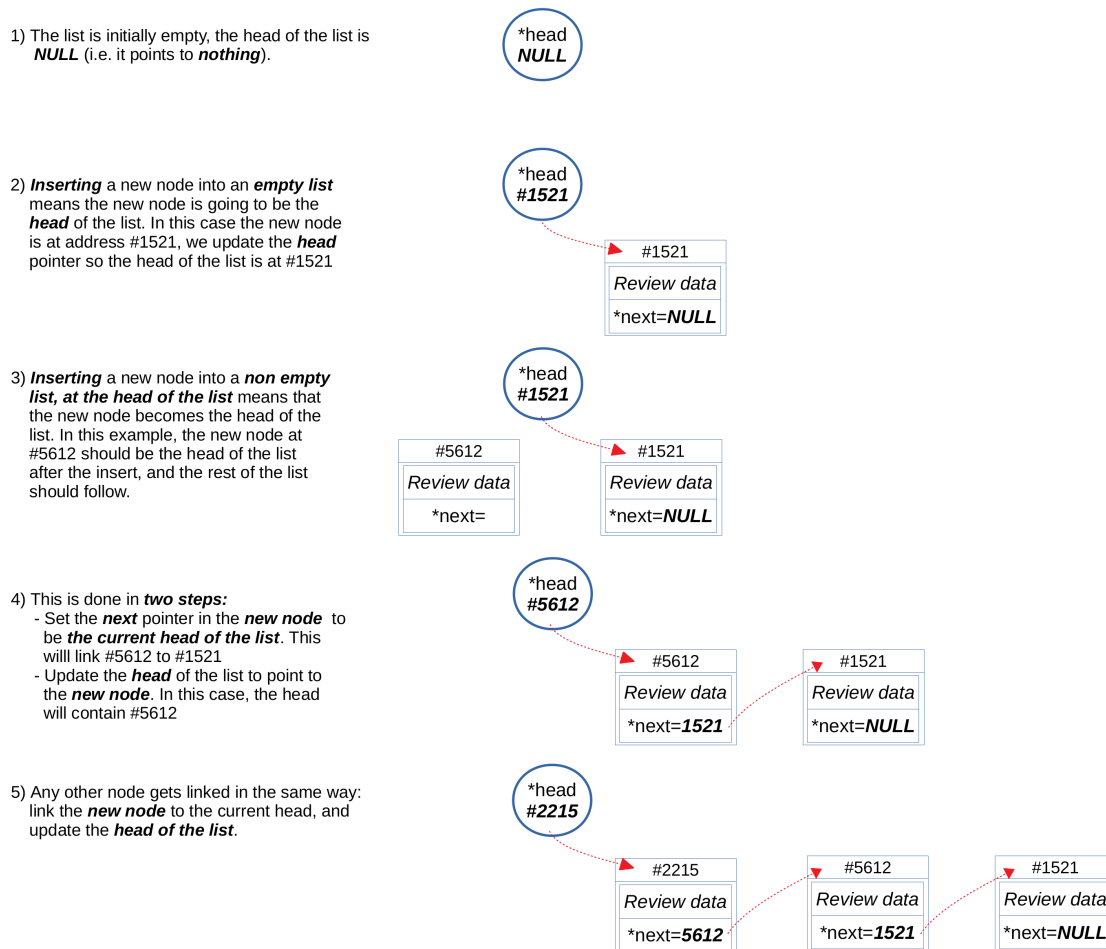 1) The list is initially empty, the head of the list is
NULL (i.e. it points to nothing).
*head
NULL
2) Inserting a new node into an empty list
means the new node is going to be the
head of the list. In this case the new node
is at address #1521, we update the head
pointer so the head of the list is at #1521
*head
#1521
#1521
Review data
*next=NULL
3) Inserting a new node into a non empty
list, at the head of the list means that
the new node becomes the head of the
list. In this example, the new node at
#5612 should be the head of the list
after the insert, and the rest of the list
should follow.
*head
#1521
#5612
Review data
*next=
#1521
Review data
*next=NULL
4) This is done in two steps:
- Set the next pointer in the new node to
be the current head of the list. This
willl link #5612 to #1521
- Update the head of the list to point to
the new node. In this case, the head
will contain #5612
*head
#5612
#5612
Review data
*next=1521
#1521
Review data
*next=NULL
5) Any other node gets linked in the same way:
link the new node to the current head, and
update the head of the list.
*head
#2215
#2215
Review data
*next=5612
#5612
Review data
*next=1521
#1521
Review data
*next=NULL